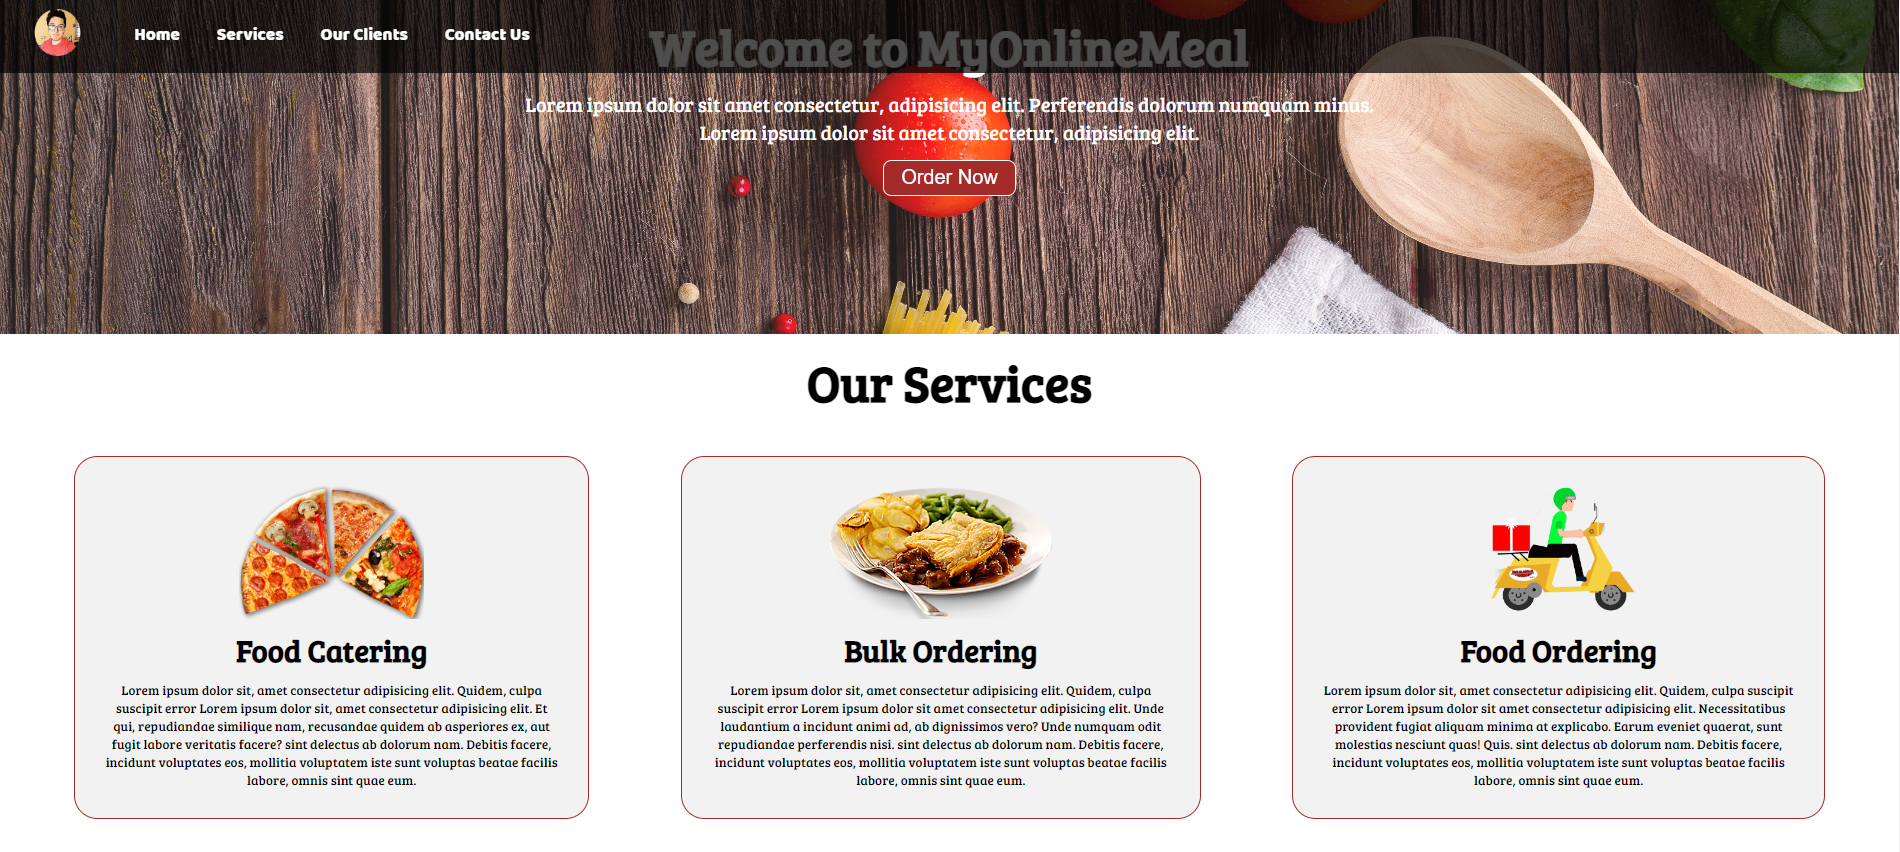 Home Services Our Clients Contact Us
Welcome to MyOnlineMeal
Lorem ipsum dolor sit amet consectetur, adipisicing elit. Perferendis dolorum numquam minus.
Lorem ipsum dolor sit amet consectetur, adipisicing elit.
Order Now
Our Services
Food Catering
Lorem ipsum dolor sit, amet consectetur adipisicing elit. Quidem, culpa
suscipit error Lorem ipsum dolor sit, amet consectetur adipisicing elit. Et
qui, repudiandae similique nam, recusandae quidem ab asperiores ex, aut
fugit labore veritatis facere? sint delectus ab dolorum nam. Debitis facere,
incidunt voluptates eos, mollitia voluptatem iste sunt voluptas beatae facilis
labore, omnis sint quae eum.
Bulk Ordering
Lorem ipsum dolor sit, amet consectetur adipisicing elit. Quidem, culpa
suscipit error Lorem ipsum dolor sit amet consectetur adipisicing elit. Unde
laudantium a incidunt animi ad, ab dignissimos vero? Unde numquam odit
repudiandae perferendis nisi. sint delectus ab dolorum nam. Debitis facere,
incidunt voluptates eos, mollitia voluptatem iste sunt voluptas beatae facilis
labore, omnis sint quae eum.
Food Ordering
Lorem ipsum dolor sit, amet consectetur adipisicing elit. Quidem, culpa suscipit
error Lorem ipsum dolor sit amet consectetur adipisicing elit. Necessitatibus
provident fugiat aliquam minima at explicabo. Earum eveniet quaerat, sunt
molestias nesciunt quas! Quis. sint delectus ab dolorum nam. Debitis facere,
incidunt voluptates eos, mollitia voluptatem iste sunt voluptas beatae facilis
labore, omnis sint quae eum.